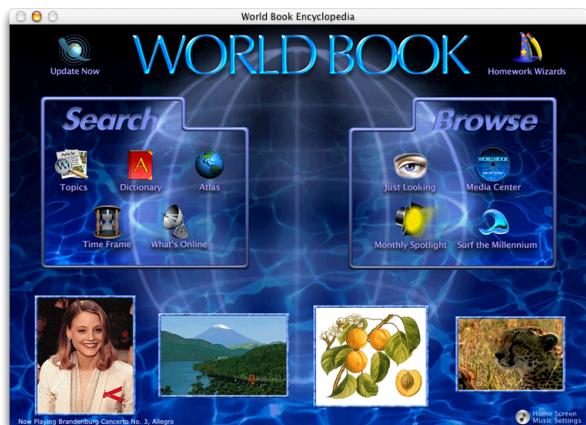 World Book Encyclopedia
WORLD BOOK
Update Now
Homework Wizards
Search
Topics
Dictionary
Atlas
Time Frame
What's Online
Browse
Just Looking
Media Center
Monthly Spotlight
Surf the Millennium
Now Playing Brandenburg Concerto No. 3, Allegro
Home Screen
Music Settings